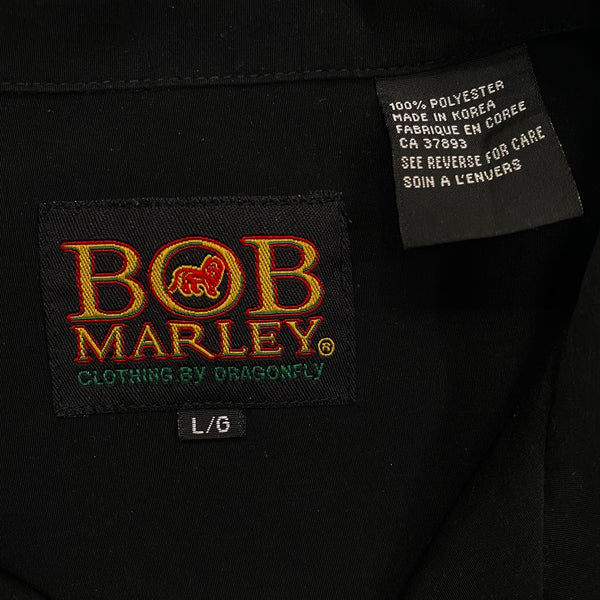 100% POLYESTER
MADE IN KOREA
FABRIQUE EN COREE
CA 37893
SEE REVERSE FOR CARE
SOIN A L'ENVERS
BOB
MARLEY®
CLOTHING BY DRAGONFLY
L/G